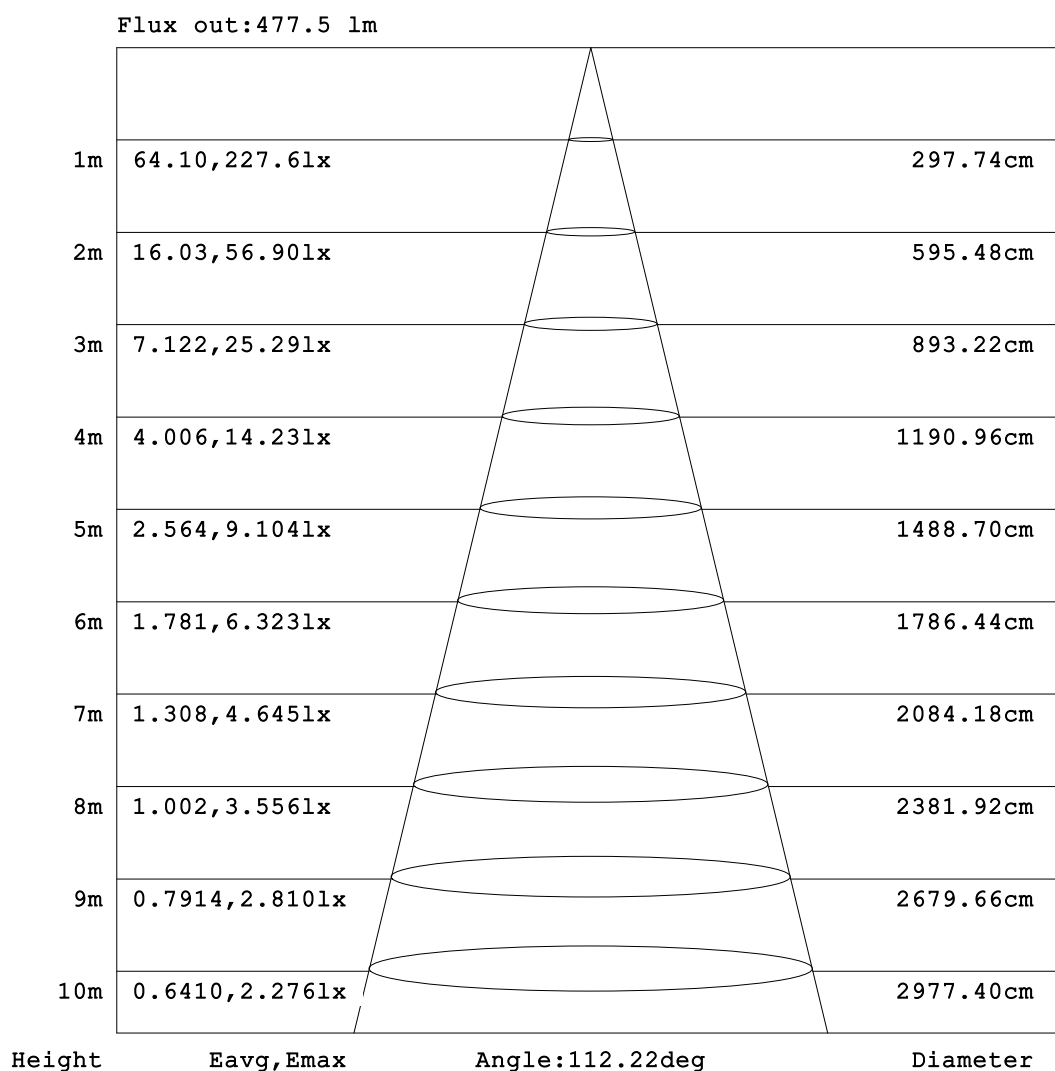 Flux out:477.5 lm
1m 64.10,227.6lx 297.74cm
2m 16.03,56.90lx 595.48cm
3m 7.122,25.29lx 893.22cm
4m 4.006,14.23lx 1190.96cm
5m 2.564,9.104lx 1488.70cm
6m 1.781,6.323lx 1786.44cm
7m 1.308,4.645lx 2084.18cm
8m 1.002,3.556lx 2381.92cm
9m 0.7914,2.810lx 2679.66cm
10m 0.6410,2.276lx 2977.40cm
Height Eavg,Emax Angle:112.22deg Diameter